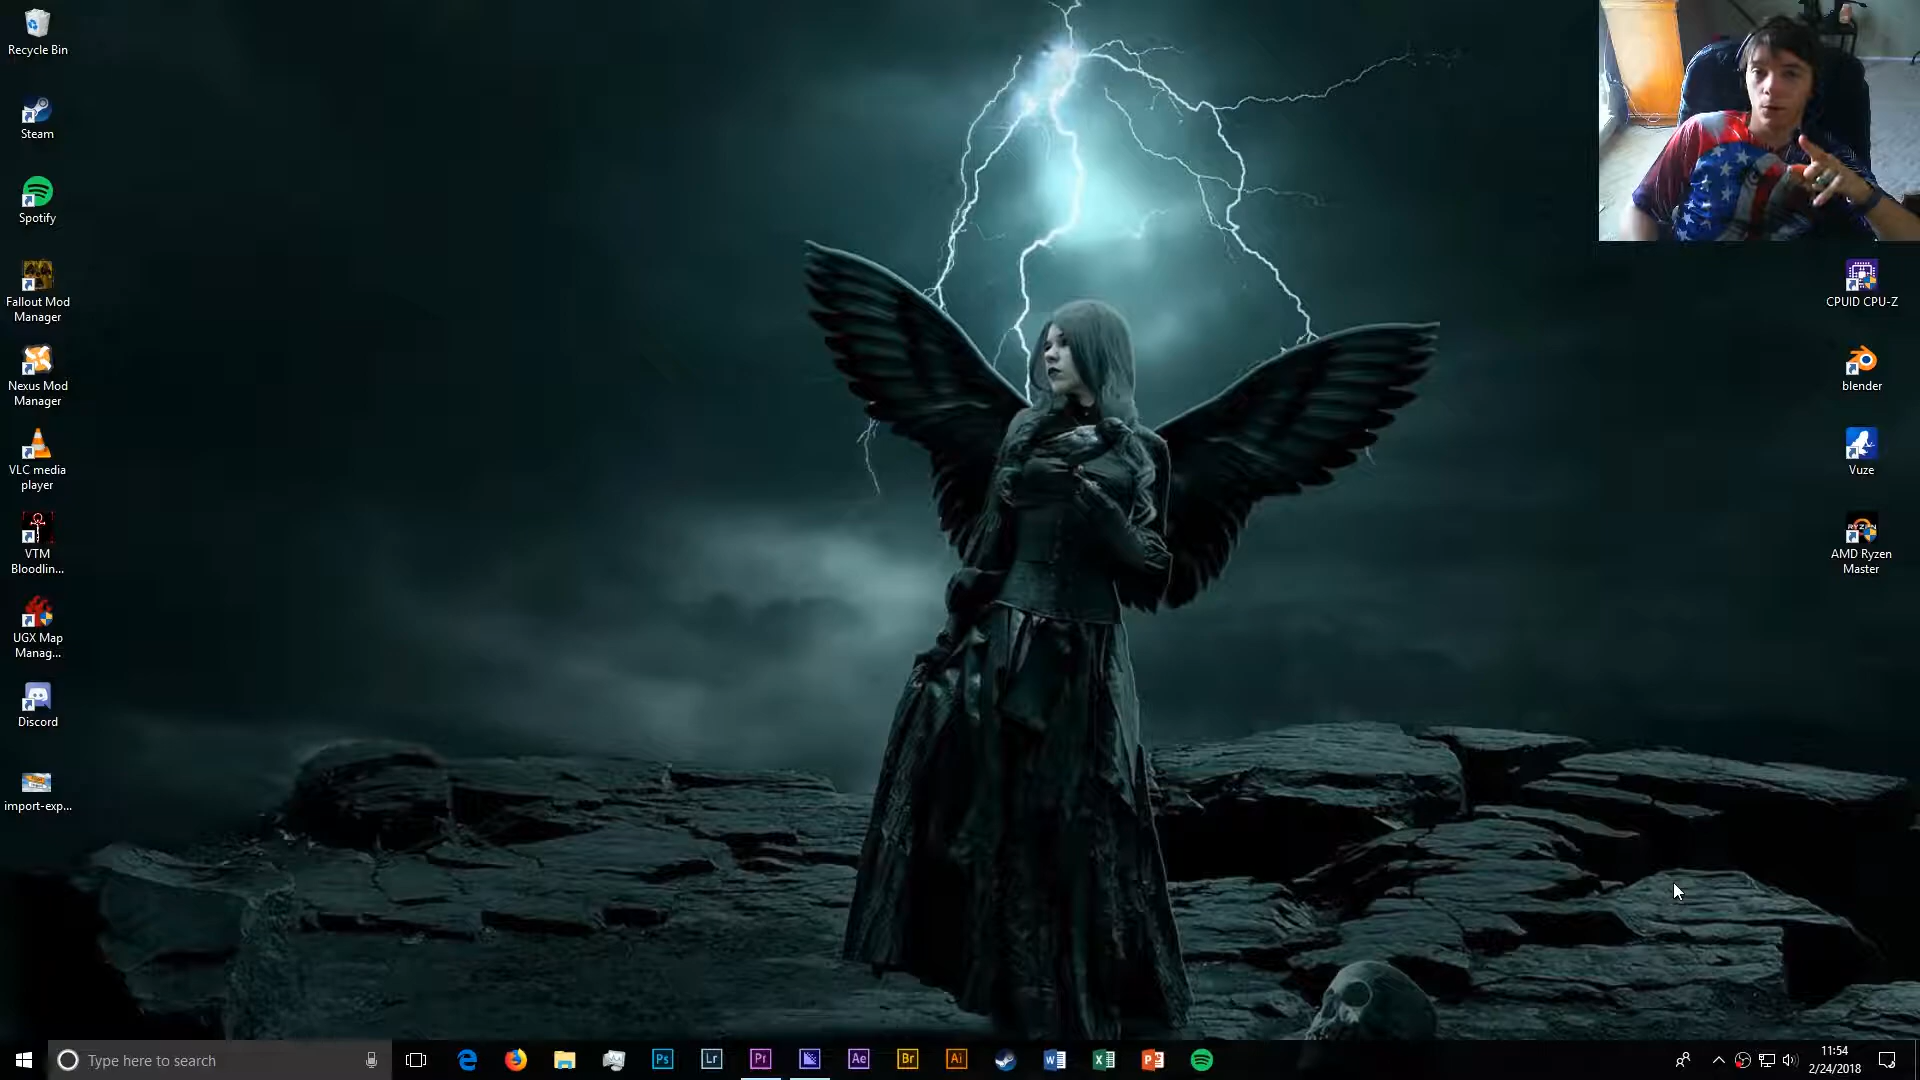 Recycle Bin
Steam
Spotify
Fallout Mod
Manager
Nexus Mod
Manager
VLC media
player
VTM
Bloodlin...
UGX Map
Manag...
Discord
import-exp...
CPUID CPU-Z
blender
Vuze
RYZEN
AMD Ryzen
Master
Type here to search
Ps
Lr
Pr
Ae
Br
Ai
11:54
2/24/2018